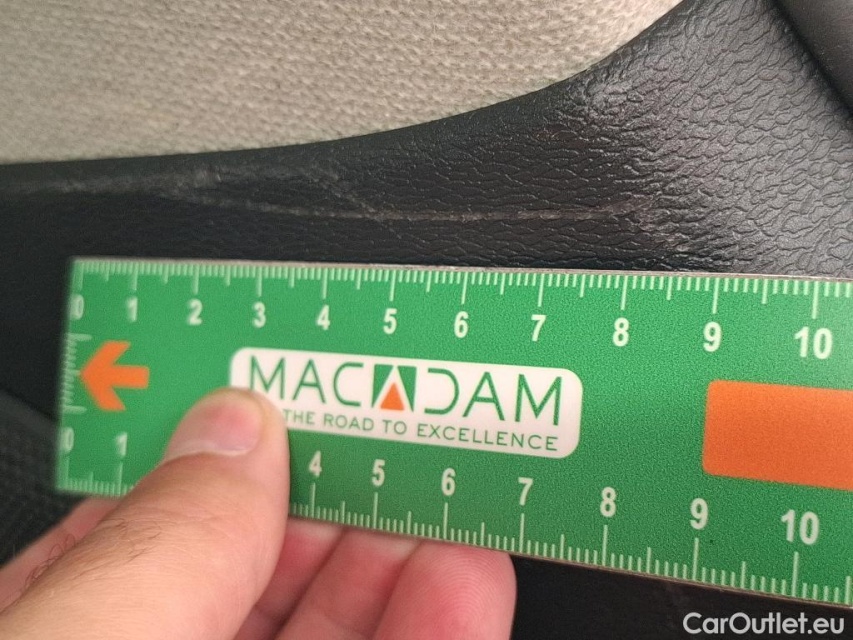 0 1 2 3 4 5 6 7 8 9 10
MACADAM
THE ROAD TO EXCELLENCE
0 1 4 5 6 7 8 9 10
CarOutlet.eu